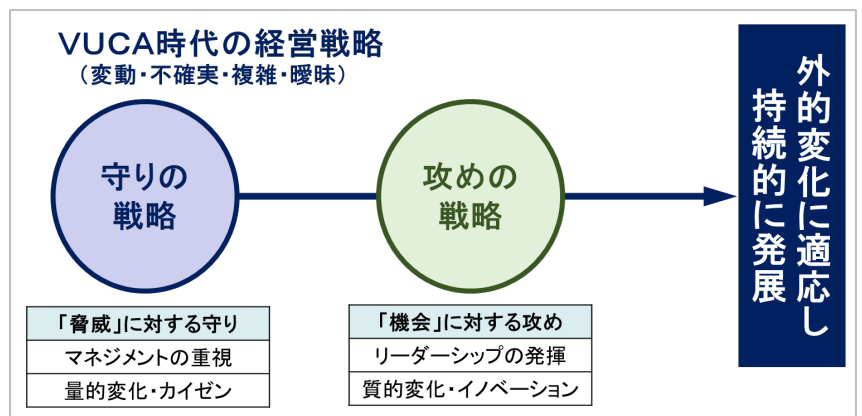 VUCA時代の経営戦略
（変動・不確実・複雑・曖昧）
守りの
戦略
攻めの
戦略
外的変化に適応し
持続的に発展
「脅威」に対する守り
マネジメントの重視
量的変化・カイゼン
「機会」に対する攻め
リーダーシップの発揮
質的変化・イノベーション